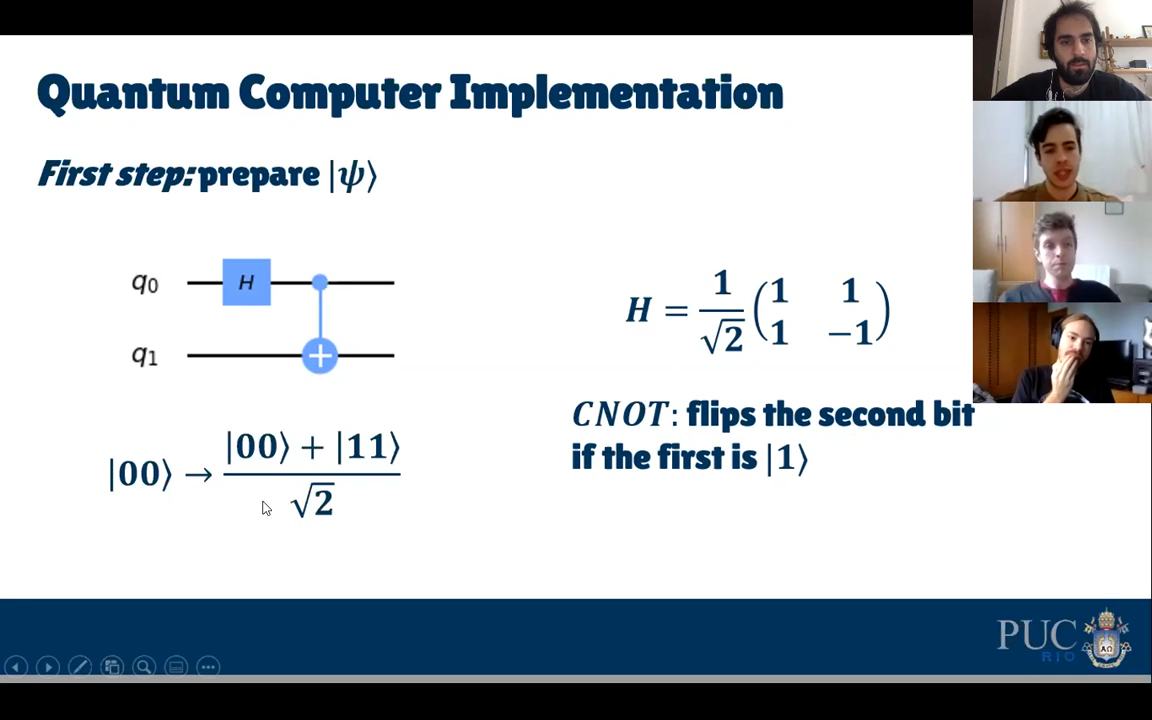 Quantum Computer Implementation
First step: prepare |ψ⟩
q₀ H
q₁
|00⟩ → (|00⟩ + |11⟩)/√2
H = 1/√2 (1 1
1 −1)
CNOT: flips the second bit
if the first is |1⟩
PUC
RIO
ΑΩ